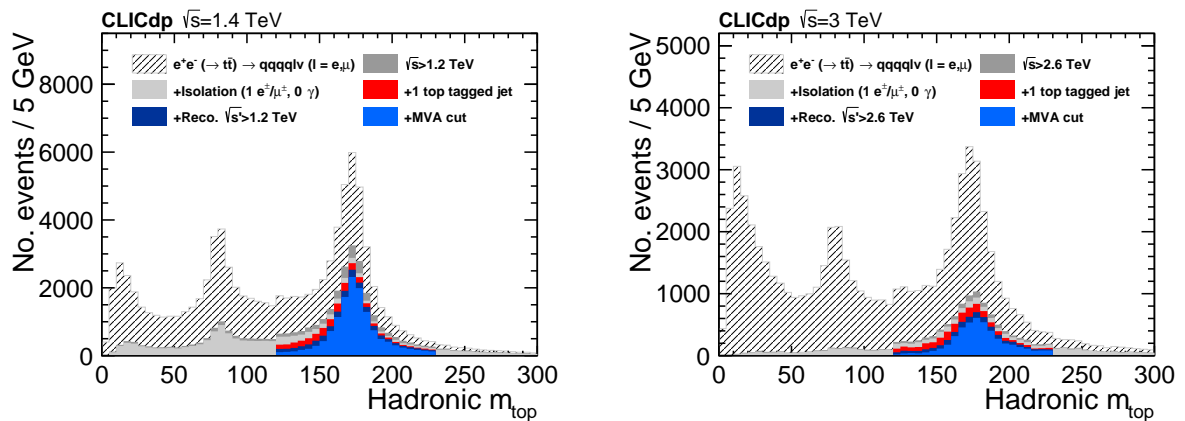 CLICdp √s=1.4 TeV
No. events / 5 GeV
8000
6000
4000
2000
0
e⁺e⁻ (→ tt̄) → qqqqlν (l = e,μ)
+Isolation (1 e±/μ±, 0 γ)
+Reco. √s'>1.2 TeV
√s>1.2 TeV
+1 top tagged jet
+MVA cut
0 50 100 150 200 250 300
Hadronic m_top
CLICdp √s=3 TeV
No. events / 5 GeV
5000
4000
3000
2000
1000
0
e⁺e⁻ (→ tt̄) → qqqqlν (l = e,μ)
+Isolation (1 e±/μ±, 0 γ)
+Reco. √s'>2.6 TeV
√s>2.6 TeV
+1 top tagged jet
+MVA cut
0 50 100 150 200 250 300
Hadronic m_top